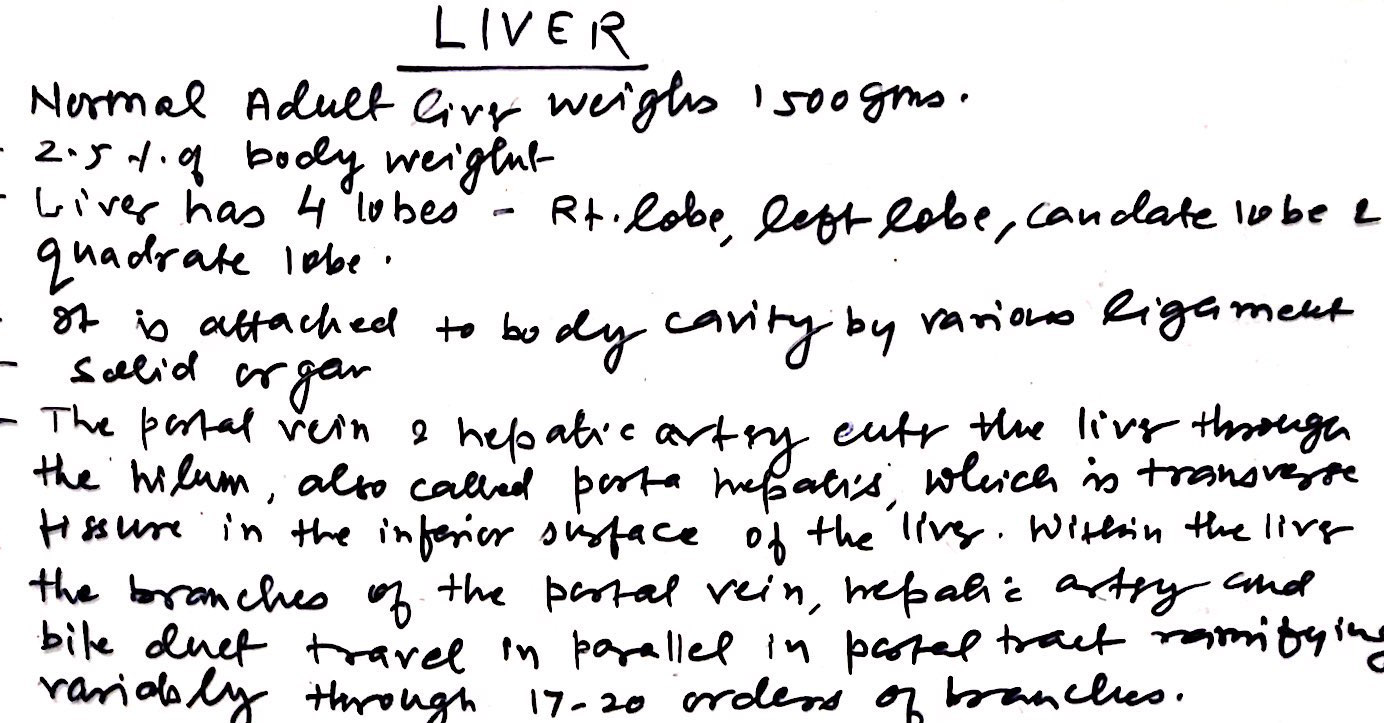 LIVER
Normal Adult liver weighs 1500 gms.
- 2.5 % of body weight
- Liver has 4 lobes - Rt. lobe, left lobe, caudate lobe &
quadrate lobe.
- It is attached to body cavity by various ligament
- Solid organ
- The portal vein & hepatic artery enter the liver through
the hilum, also called porta hepatis, which is transverse
fissure in the inferior surface of the liver. Within the liver
the branches of the portal vein, hepatic artery and
bile duct travel in parallel in portal tract ramifying
variably through 17-20 orders of branches.